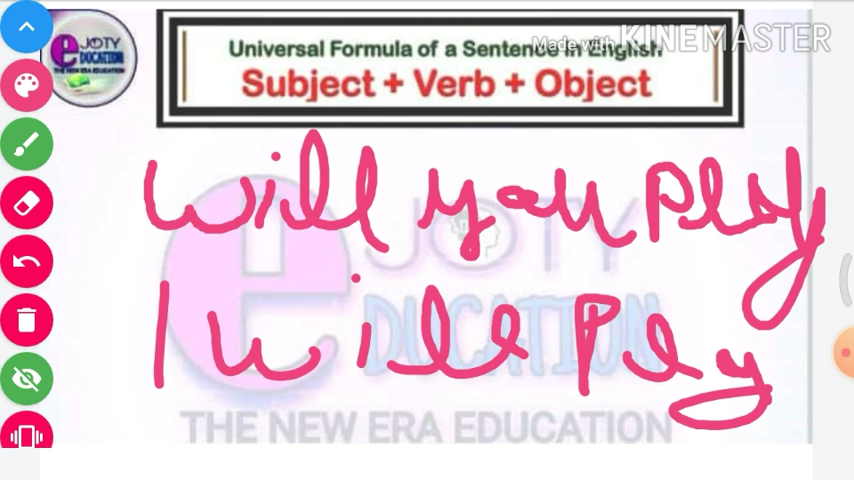 e JOTY EDUCATION
THE NEW ERA EDUCATION
Made with KINEMASTER
Universal Formula of a Sentence in English
Subject + Verb + Object
Will you Play
I Will Play
e JOTY
EDUCATION
THE NEW ERA EDUCATION